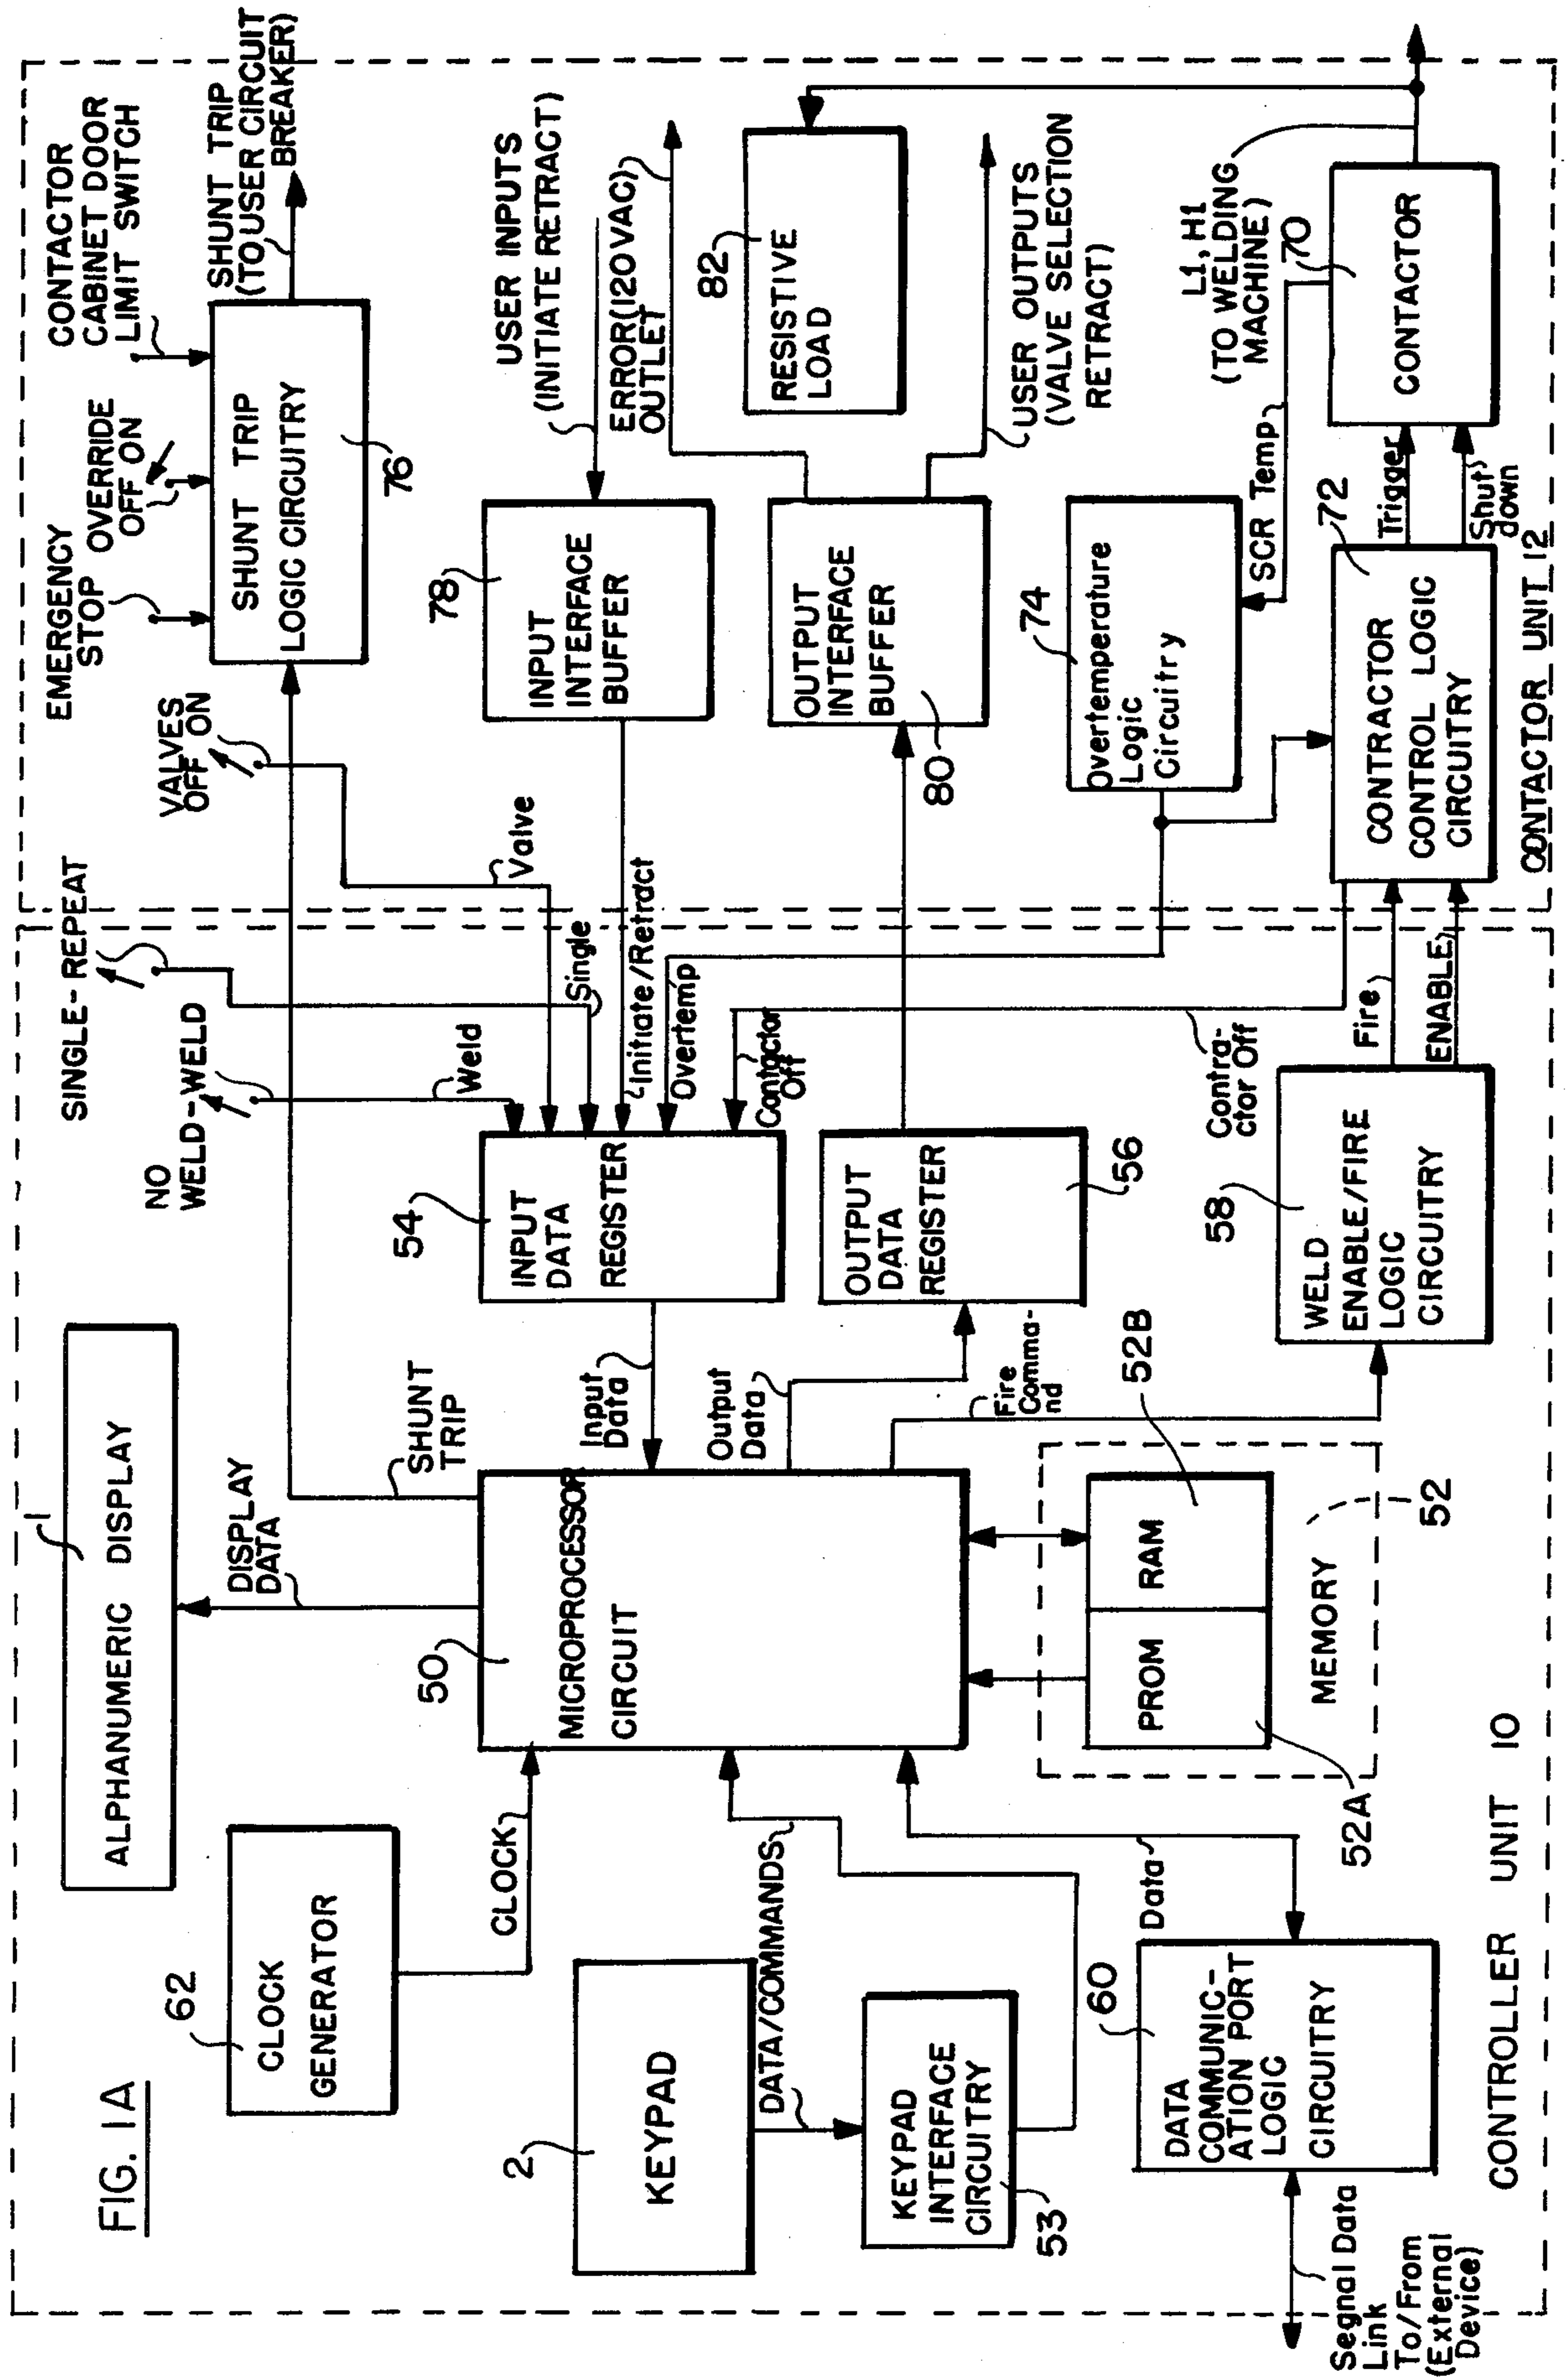 FIG. 1A
ALPHANUMERIC DISPLAY
1
62
CLOCK
GENERATOR
CLOCK
DISPLAY
DATA
SHUNT
TRIP
NO
WELD-WELD
SINGLE-REPEAT
VALVES
OFF ON
EMERGENCY
STOP
OVERRIDE
OFF ON
CONTACTOR
CABINET DOOR
LIMIT SWITCH
SHUNT TRIP
LOGIC CIRCUITRY
76
SHUNT TRIP
(TO USER CIRCUIT
BREAKER)
2
KEYPAD
DATA/COMMANDS
KEYPAD
INTERFACE
CIRCUITRY
53
50
MICROPROCESSOR
CIRCUIT
Input
Data
Output
Data
Fire
Comma-
nd
54
INPUT
DATA
REGISTER
Weld
Valve
Single
Initiate/Retract
Overtemp
Contactor
Off
78
INPUT
INTERFACE
BUFFER
USER INPUTS
(INITIATE RETRACT)
ERROR(120VAC)
OUTLET
OUTPUT
DATA
REGISTER
56
OUTPUT
INTERFACE
BUFFER
80
82
RESISTIVE
LOAD
USER OUTPUTS
(VALVE SELECTION
RETRACT)
60
DATA
COMMUNIC-
ATION PORT
LOGIC
CIRCUITRY
Data
Segnal Data
Link
To/From
(External
Device)
PROM
RAM
52A
52B
MEMORY
52
58
WELD
ENABLE/FIRE
LOGIC
CIRCUITRY
Contra-
ctor Off
Fire
ENABLE
74
Overtemperature
Logic
Circuitry
SCR Temp
72
CONTRACTOR
CONTROL LOGIC
CIRCUITRY
Trigger
Shut
down
L1, H1
(TO WELDING
MACHINE)
70
CONTACTOR
CONTROLLER UNIT 10
CONTACTOR UNIT 12